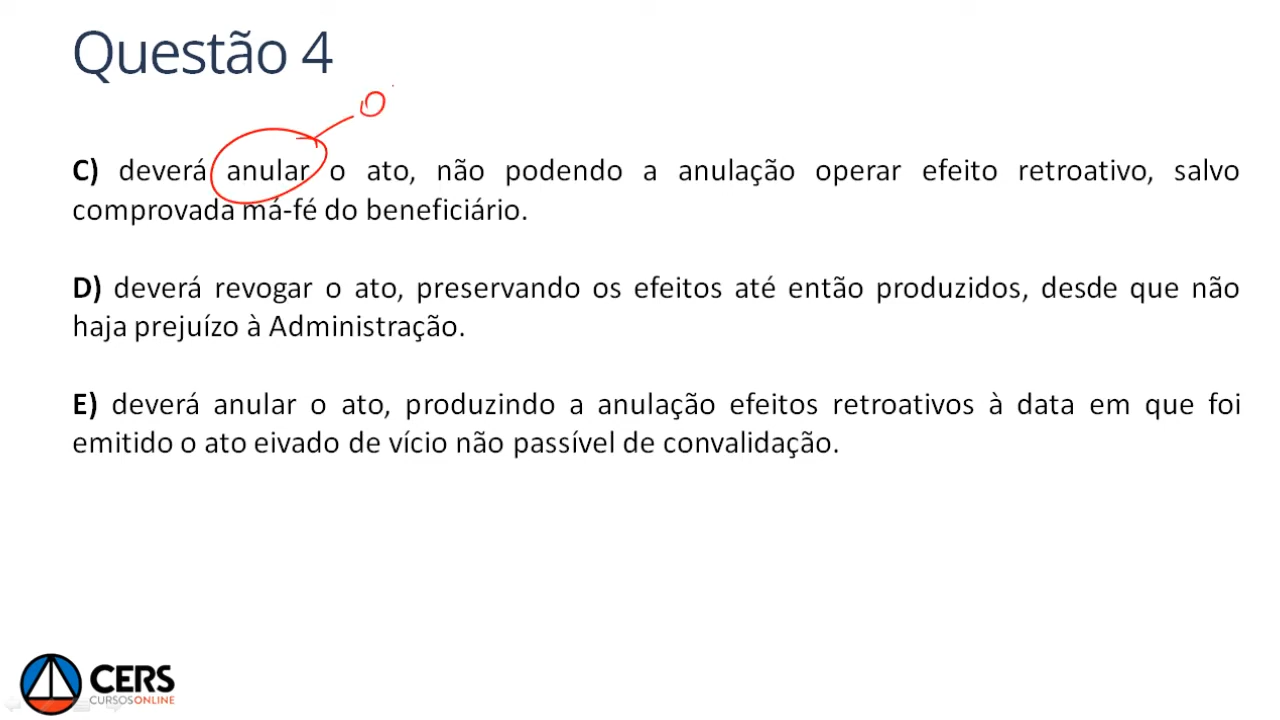 Questão 4
C) deverá anular o ato, não podendo a anulação operar efeito retroativo, salvo
comprovada má-fé do beneficiário.
D) deverá revogar o ato, preservando os efeitos até então produzidos, desde que não
haja prejuízo à Administração.
E) deverá anular o ato, produzindo a anulação efeitos retroativos à data em que foi
emitido o ato eivado de vício não passível de convalidação.
CERS
CURSOS ONLINE